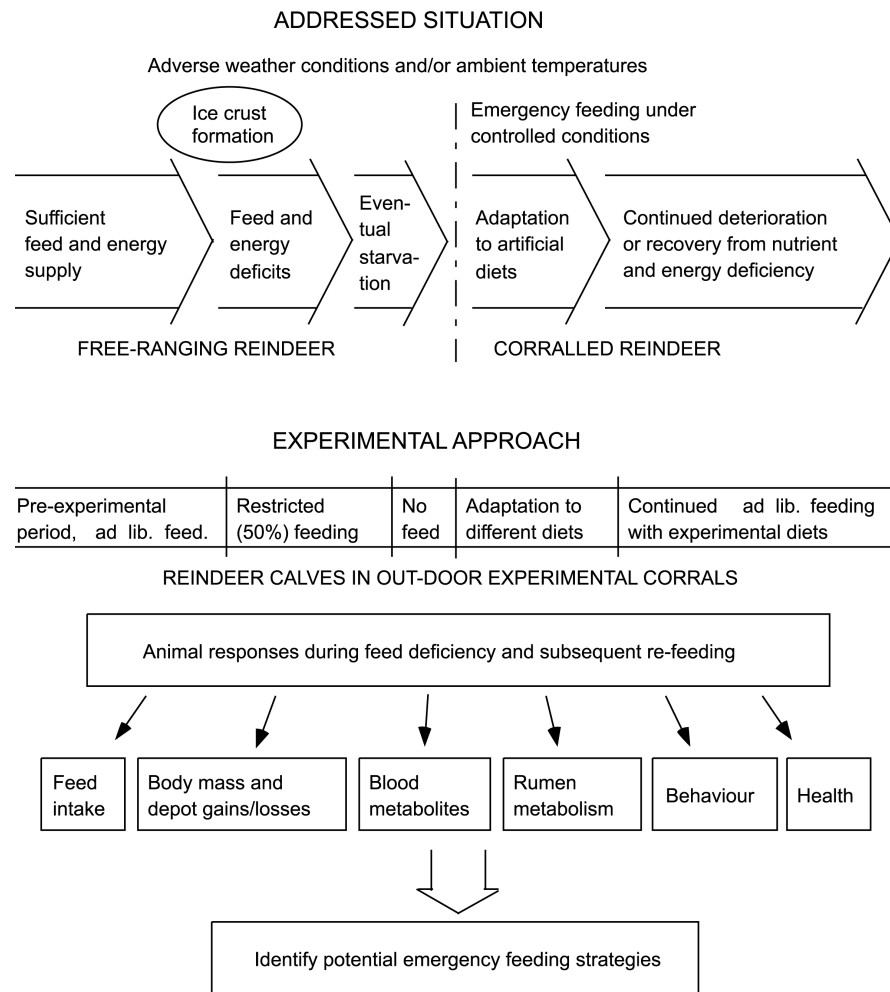 ADDRESSED SITUATION
Adverse weather conditions and/or ambient temperatures
Ice crust
formation
Emergency feeding under
controlled conditions
Sufficient
feed and energy
supply
Feed and
energy
deficits
Even-
tual
starva-
tion
Adaptation
to artificial
diets
Continued deterioration
or recovery from nutrient
and energy deficiency
FREE-RANGING REINDEER
CORRALLED REINDEER
EXPERIMENTAL APPROACH
Pre-experimental
period, ad lib. feed.
Restricted
(50%) feeding
No
feed
Adaptation to
different diets
Continued ad lib. feeding
with experimental diets
REINDEER CALVES IN OUT-DOOR EXPERIMENTAL CORRALS
Animal responses during feed deficiency and subsequent re-feeding
Feed
intake
Body mass and
depot gains/losses
Blood
metabolites
Rumen
metabolism
Behaviour
Health
Identify potential emergency feeding strategies